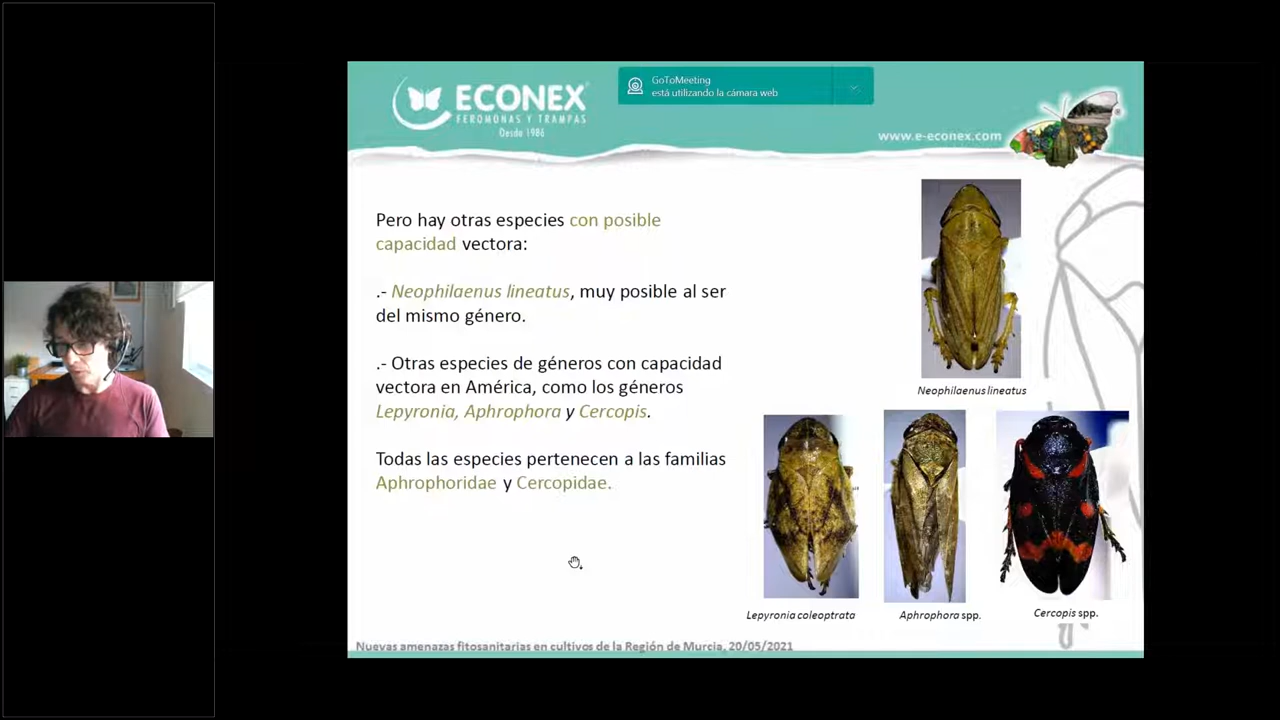 ECONEX
FEROMONAS Y TRAMPAS
Desde 1986
GoToMeeting
está utilizando la cámara web
www.e-econex.com
Pero hay otras especies con posible
capacidad vectora:
.- Neophilaenus lineatus, muy posible al ser
del mismo género.
.- Otras especies de géneros con capacidad
vectora en América, como los géneros
Lepyronia, Aphrophora y Cercopis.
Todas las especies pertenecen a las familias
Aphrophoridae y Cercopidae.
Neophilaenus lineatus
Lepyronia coleoptrata
Aphrophora spp.
Cercopis spp.
Nuevas amenazas fitosanitarias en cultivos de la Región de Murcia, 20/05/2021